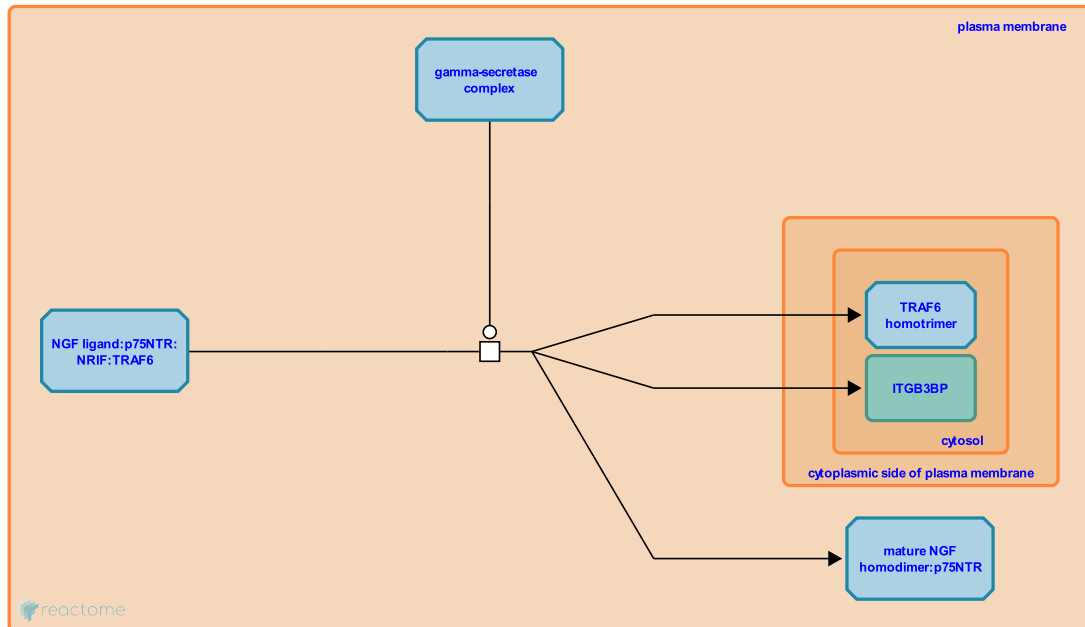 plasma membrane
gamma-secretase
complex
NGF ligand:p75NTR:
NRIF:TRAF6
TRAF6
homotrimer
ITGB3BP
cytosol
cytoplasmic side of plasma membrane
mature NGF
homodimer:p75NTR
reactome